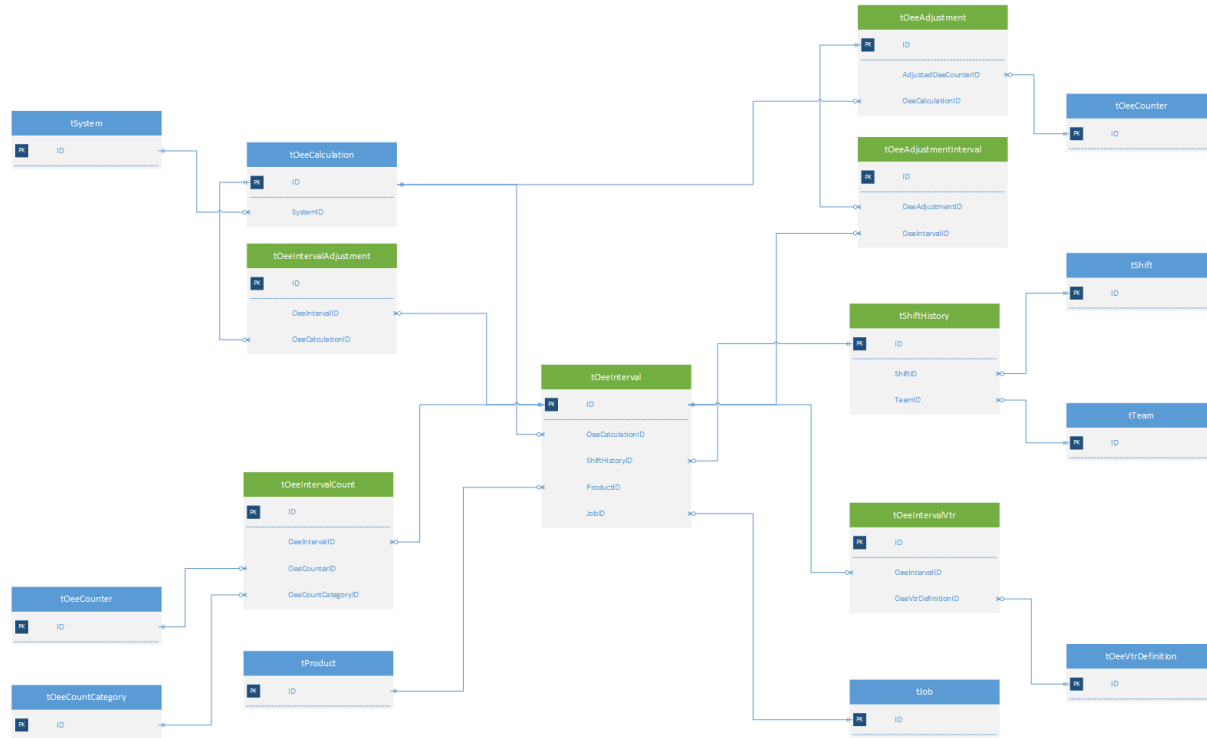 tOeeAdjustment
PK ID
AdjustedOeeCounterID
OeeCalculationID
tOeeCounter
PK ID
tSystem
PK ID
tOeeCalculation
PK ID
SystemID
tOeeAdjustmentInterval
PK ID
OeeAdjustmentID
OeeIntervalID
tOeeIntervalAdjustment
PK ID
OeeIntervalID
OeeCalculationID
tShift
PK ID
tShiftHistory
PK ID
ShiftID
TeamID
tOeeInterval
PK ID
OeeCalculationID
ShiftHistoryID
ProductID
JobID
tTeam
PK ID
tOeeIntervalCount
PK ID
OeeIntervalID
OeeCounterID
OeeCountCategoryID
tOeeIntervalVtr
PK ID
OeeIntervalID
OeeVtrDefinitionID
tOeeCounter
PK ID
tProduct
PK ID
tOeeVtrDefinition
PK ID
tOeeCountCategory
PK ID
tJob
PK ID